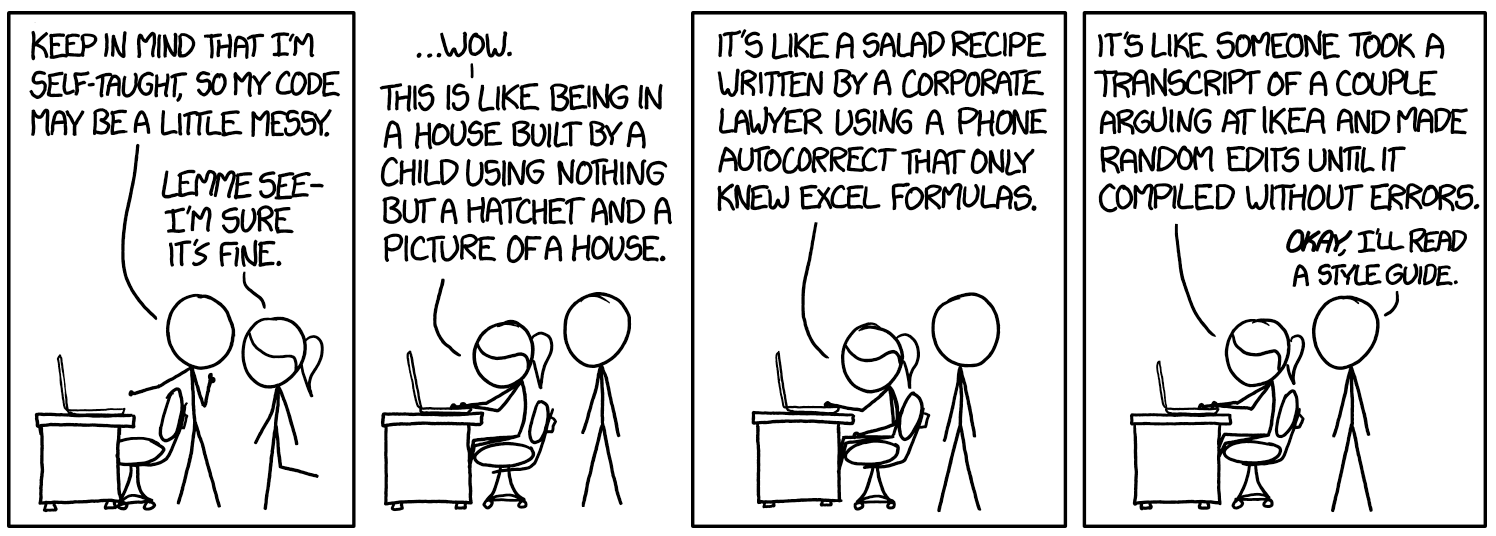 KEEP IN MIND THAT I'M
SELF-TAUGHT, SO MY CODE
MAY BE A LITTLE MESSY.
LEMME SEE-
I'M SURE
IT'S FINE.
...WOW.
THIS IS LIKE BEING IN
A HOUSE BUILT BY A
CHILD USING NOTHING
BUT A HATCHET AND A
PICTURE OF A HOUSE.
IT'S LIKE A SALAD RECIPE
WRITTEN BY A CORPORATE
LAWYER USING A PHONE
AUTOCORRECT THAT ONLY
KNEW EXCEL FORMULAS.
IT'S LIKE SOMEONE TOOK A
TRANSCRIPT OF A COUPLE
ARGUING AT IKEA AND MADE
RANDOM EDITS UNTIL IT
COMPILED WITHOUT ERRORS.
OKAY, I'LL READ
A STYLE GUIDE.